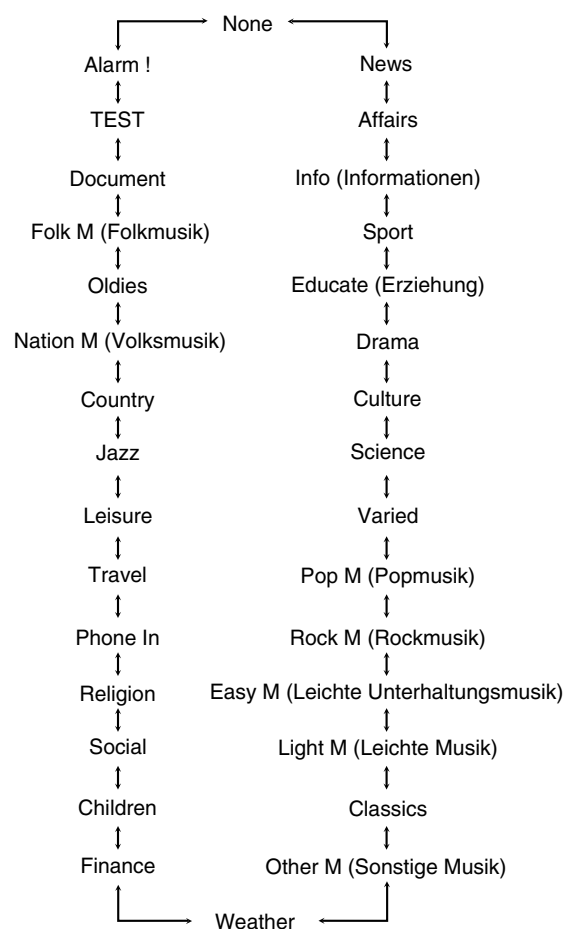 None
Alarm !
News
TEST
Affairs
Document
Info (Informationen)
Folk M (Folkmusik)
Sport
Oldies
Educate (Erziehung)
Nation M (Volksmusik)
Drama
Country
Culture
Jazz
Science
Leisure
Varied
Travel
Pop M (Popmusik)
Phone In
Rock M (Rockmusik)
Religion
Easy M (Leichte Unterhaltungsmusik)
Social
Light M (Leichte Musik)
Children
Classics
Finance
Other M (Sonstige Musik)
Weather